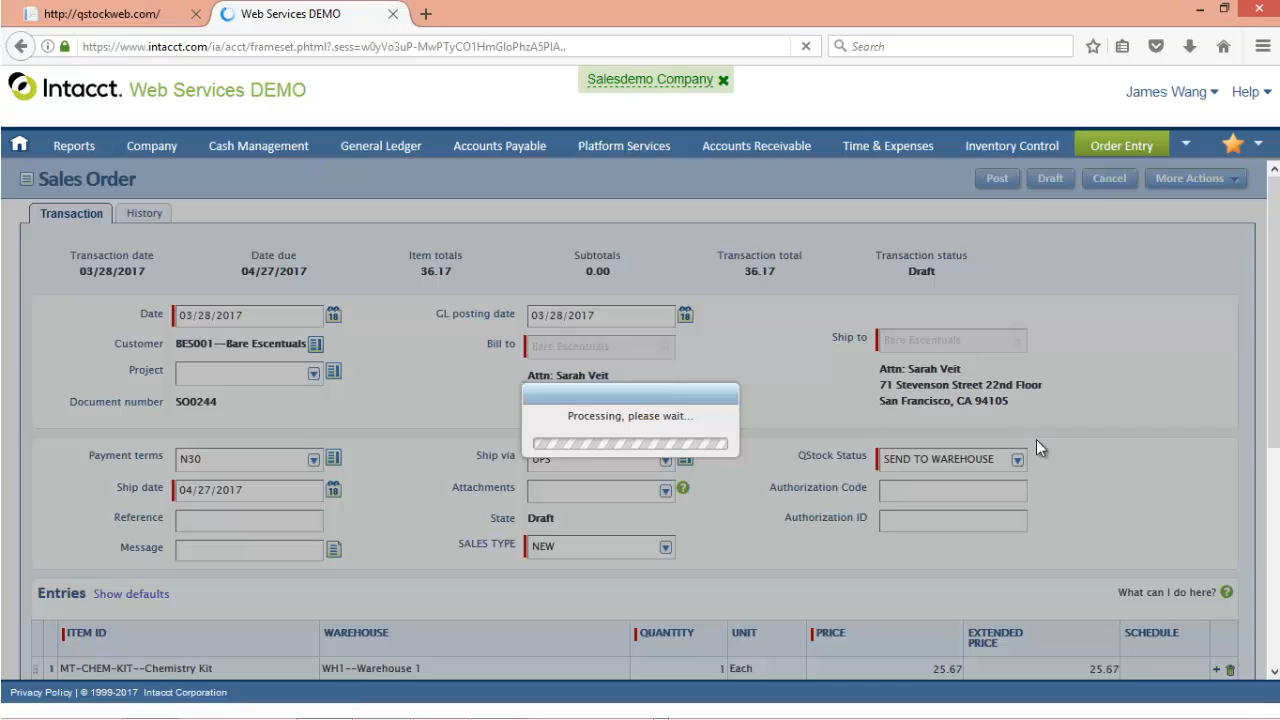 http://qstockweb.com/
Web Services DEMO
https://www.intacct.com/ia/acct/frameset.phtml?.sess=w0yVo3uP-MwPTyCO1HmGIoPhzA5PI4...
Search
Intacct. Web Services DEMO
Salesdemo Company
James Wang
Help
Reports
Company
Cash Management
General Ledger
Accounts Payable
Platform Services
Accounts Receivable
Time & Expenses
Inventory Control
Order Entry
Sales Order
Post
Draft
Cancel
More Actions
Transaction
History
Transaction date
Date due
Item totals
Subtotals
Transaction total
Transaction status
03/28/2017
04/27/2017
36.17
0.00
36.17
Draft
Date
03/28/2017
18
GL posting date
03/28/2017
18
Customer
BES001—Bare Escentuals
Bill to
Bare Escentuals
Ship to
Bare Escentuals
Project
Attn: Sarah Veit
Attn: Sarah Veit
71 Stevenson Street 22nd Floor
San Francisco, CA 94105
Document number
SO0244
Processing, please wait...
Payment terms
N30
Ship via
UPS
QStock Status
SEND TO WAREHOUSE
Ship date
04/27/2017
18
Attachments
Authorization Code
Reference
State
Draft
Authorization ID
Message
SALES TYPE
NEW
Entries Show defaults
What can I do here?
ITEM ID
WAREHOUSE
QUANTITY
UNIT
PRICE
EXTENDED
PRICE
SCHEDULE
1 MT-CHEM-KIT--Chemistry Kit
WH1--Warehouse 1
1
Each
25.67
25.67
Privacy Policy | © 1999-2017 Intacct Corporation